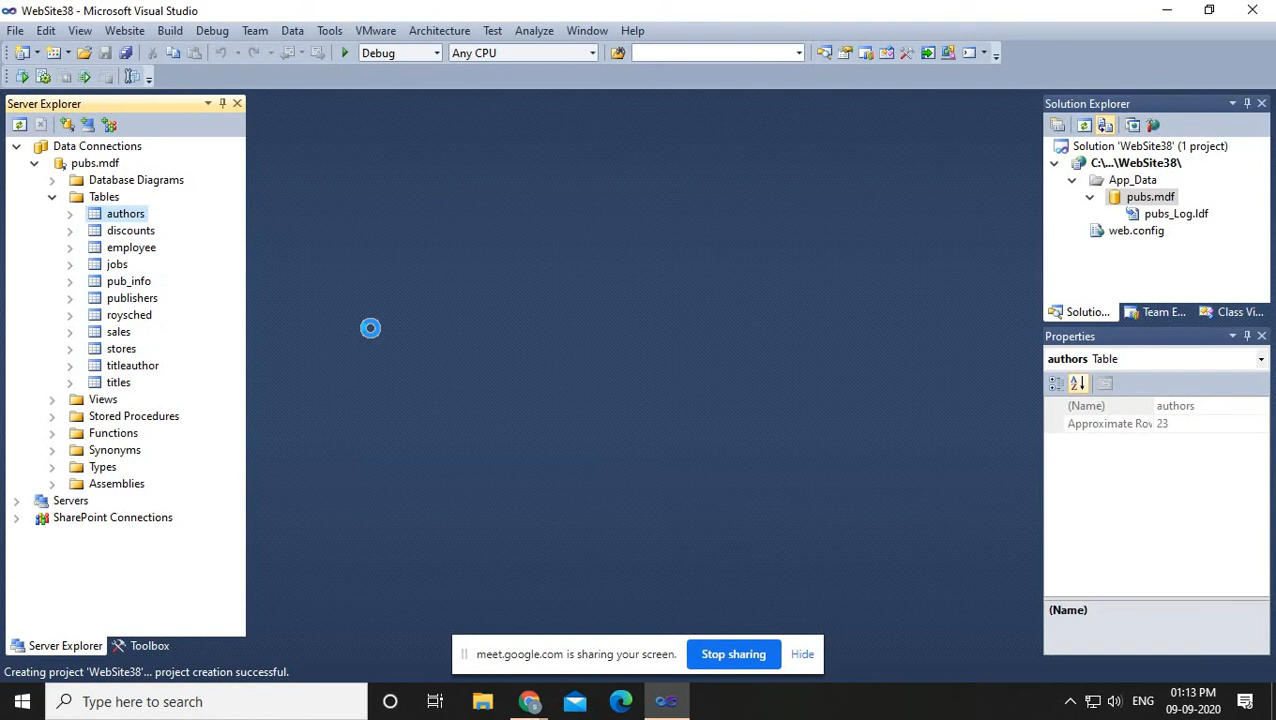 WebSite38 - Microsoft Visual Studio
File Edit View Website Build Debug Team Data Tools VMware Architecture Test Analyze Window Help
Debug Any CPU
Server Explorer
Data Connections
pubs.mdf
Database Diagrams
Tables
authors
discounts
employee
jobs
pub_info
publishers
roysched
sales
stores
titleauthor
titles
Views
Stored Procedures
Functions
Synonyms
Types
Assemblies
Servers
SharePoint Connections
Server Explorer Toolbox
Solution Explorer
Solution 'WebSite38' (1 project)
C:\...\WebSite38\
App_Data
pubs.mdf
pubs_Log.ldf
web.config
Solutio... Team E... Class Vi...
Properties
authors Table
(Name) authors
Approximate Rov 23
(Name)
meet.google.com is sharing your screen. Stop sharing Hide
Creating project 'WebSite38'... project creation successful.
Type here to search
ENG
01:13 PM
09-09-2020